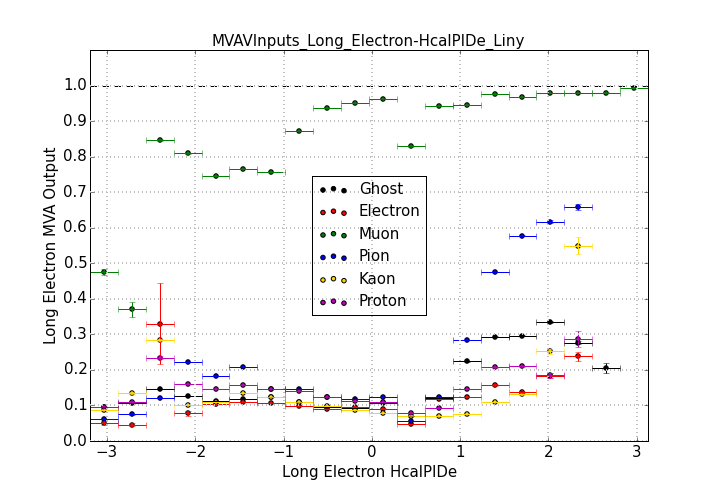 MVAVInputs_Long_Electron-HcalPIDe_Liny
Long Electron MVA Output
1.0
0.9
0.8
0.7
0.6
0.5
0.4
0.3
0.2
0.1
0.0
Ghost
Electron
Muon
Pion
Kaon
Proton
−3 −2 −1 0 1 2 3
Long Electron HcalPIDe